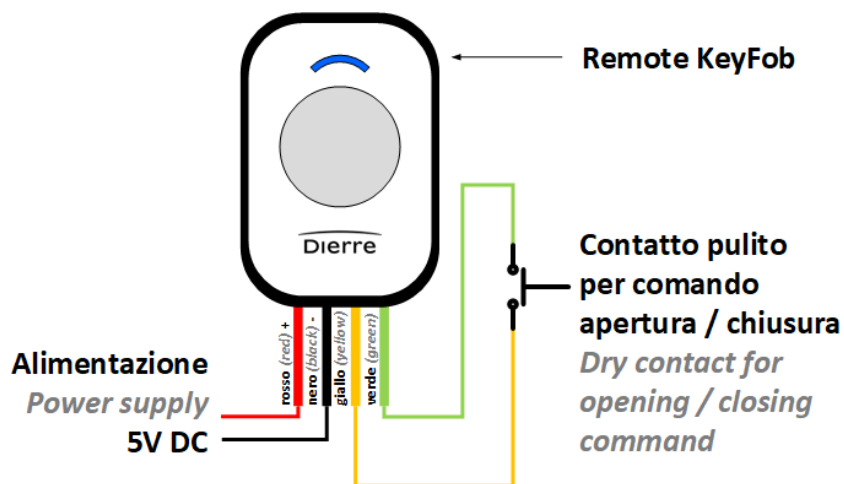 Remote KeyFob
Dierre
Contatto pulito
per comando
apertura / chiusura
Dry contact for
opening / closing
command
rosso (red) +
nero (black) -
giallo (yellow)
verde (green)
Alimentazione
Power supply
5V DC